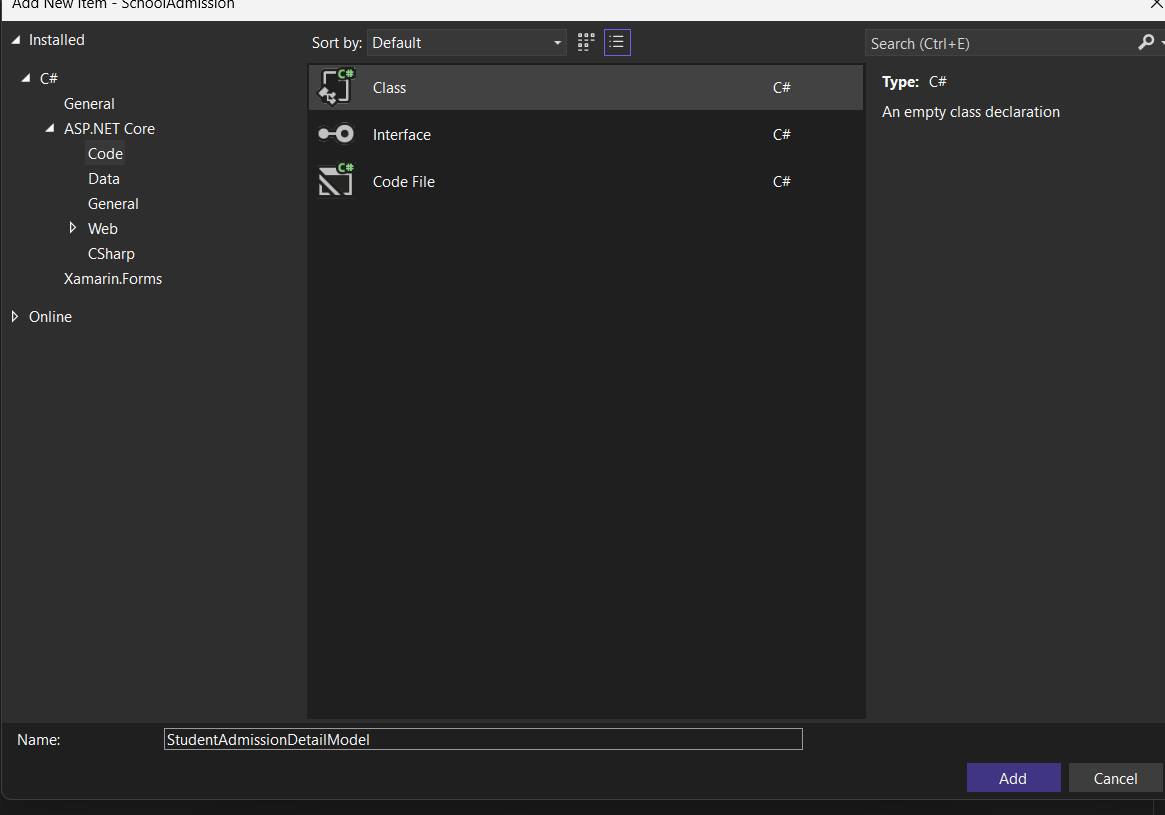 Add New Item - SchoolAdmission
Installed
C#
General
ASP.NET Core
Code
Data
General
Web
CSharp
Xamarin.Forms
Online
Sort by: Default
Search (Ctrl+E)
C# Class C#
Interface C#
C# Code File C#
Type: C#
An empty class declaration
Name: StudentAdmissionDetailModel
Add Cancel